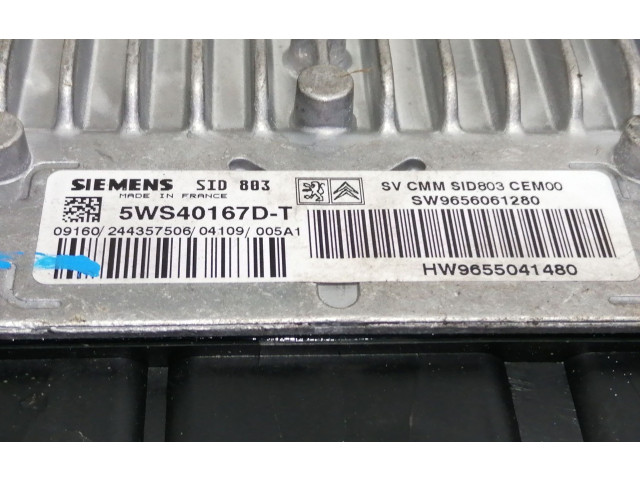 SIEMENS SID 803
MADE IN FRANCE
5WS40167D-T
09160/244357506/04109/005A1
SV CMM SID803 CEM00
SW9656061280
HW9655041480